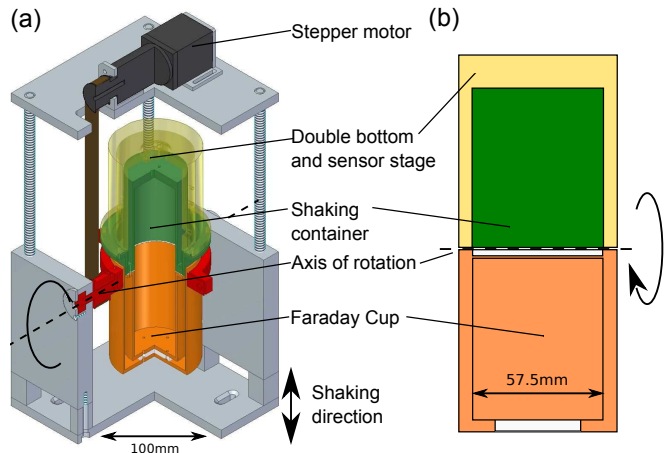 (a)
(b)
Stepper motor
Double bottom
and sensor stage
Shaking
container
Axis of rotation
Faraday Cup
57.5mm
Shaking
direction
100mm